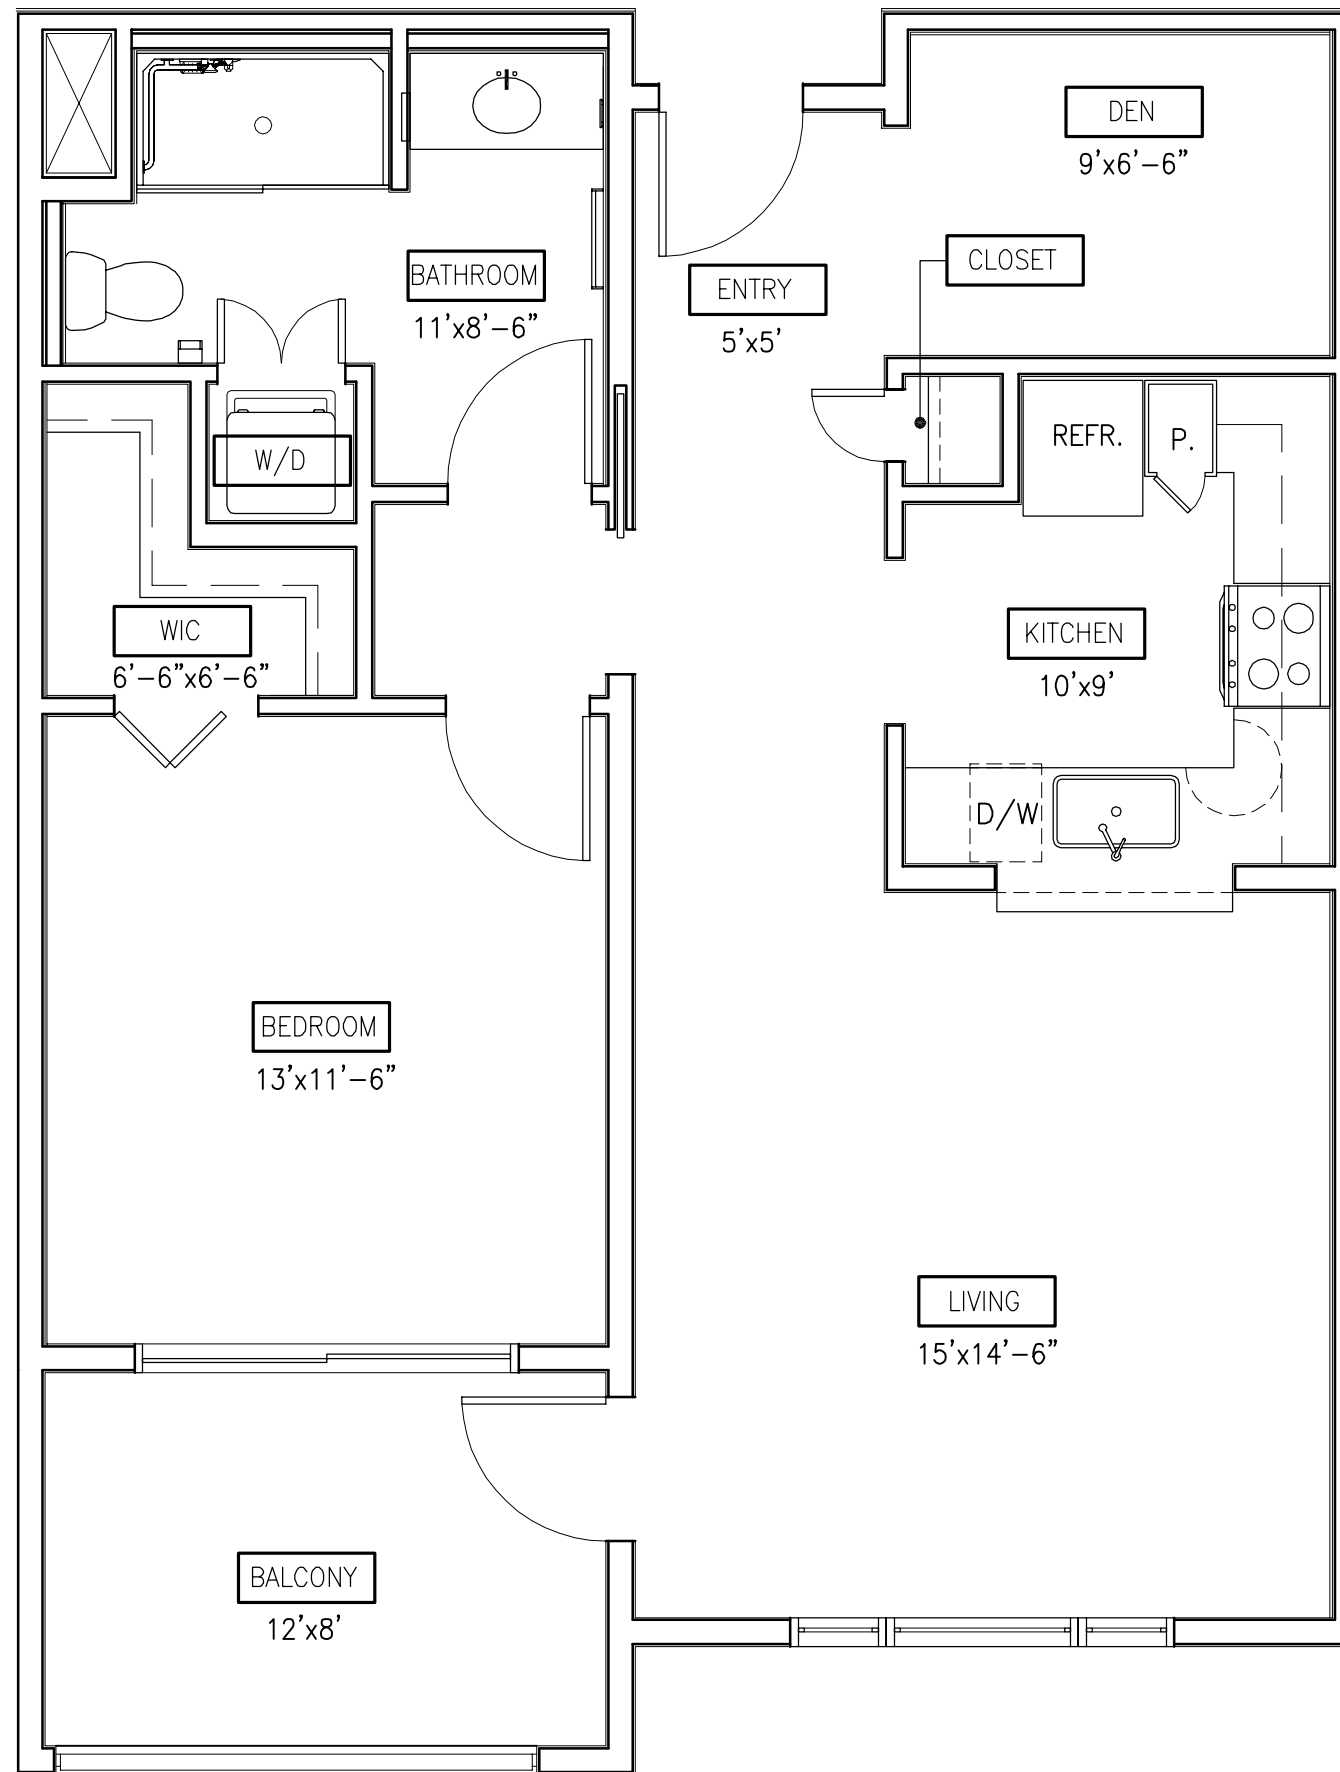 DEN
9'x6'-6"
CLOSET
BATHROOM
11'x8'-6"
ENTRY
5'x5'
REFR.
P.
W/D
WIC
6'-6"x6'-6"
KITCHEN
10'x9'
D/W
BEDROOM
13'x11'-6"
LIVING
15'x14'-6"
BALCONY
12'x8'